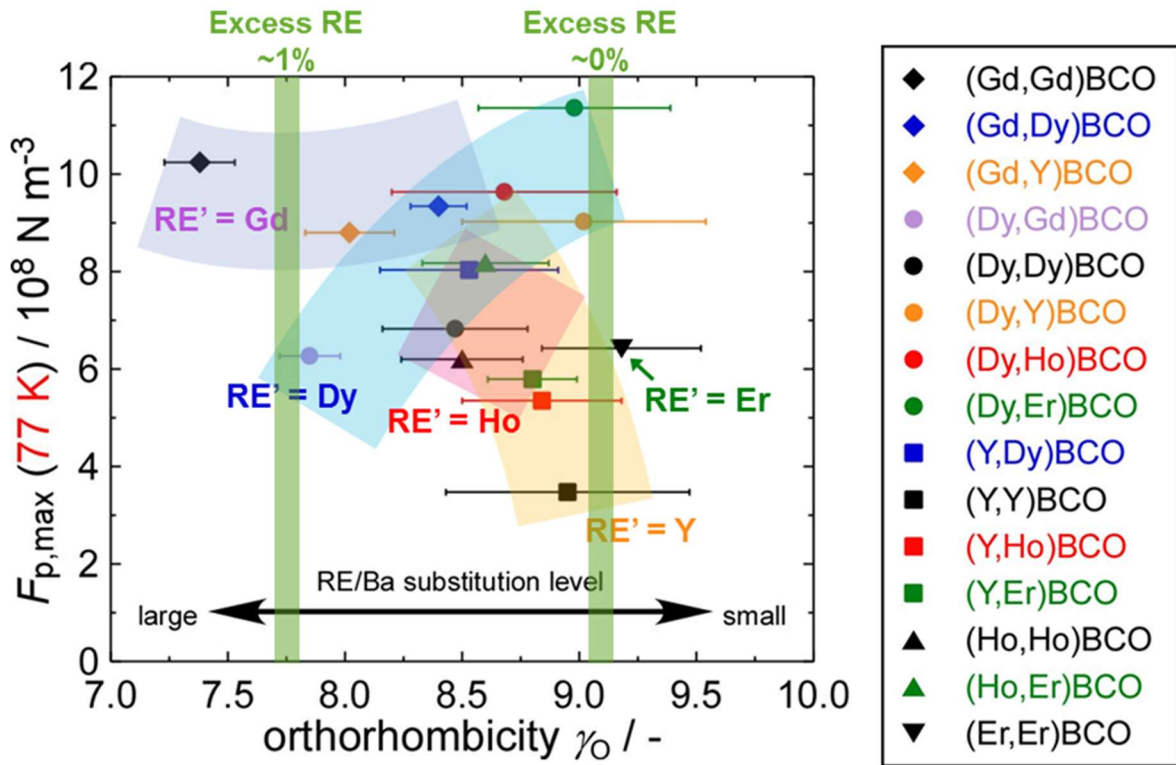 Excess RE
~1%
Excess RE
~0%
12
10
8
6
4
2
0
F p,max (77 K) / 10⁸ N m⁻³
RE' = Gd
RE' = Dy
RE' = Ho
RE' = Er
RE' = Y
RE/Ba substitution level
large
small
7.0 7.5 8.0 8.5 9.0 9.5 10.0
orthorhombicity γO / -
(Gd,Gd)BCO
(Gd,Dy)BCO
(Gd,Y)BCO
(Dy,Gd)BCO
(Dy,Dy)BCO
(Dy,Y)BCO
(Dy,Ho)BCO
(Dy,Er)BCO
(Y,Dy)BCO
(Y,Y)BCO
(Y,Ho)BCO
(Y,Er)BCO
(Ho,Ho)BCO
(Ho,Er)BCO
(Er,Er)BCO